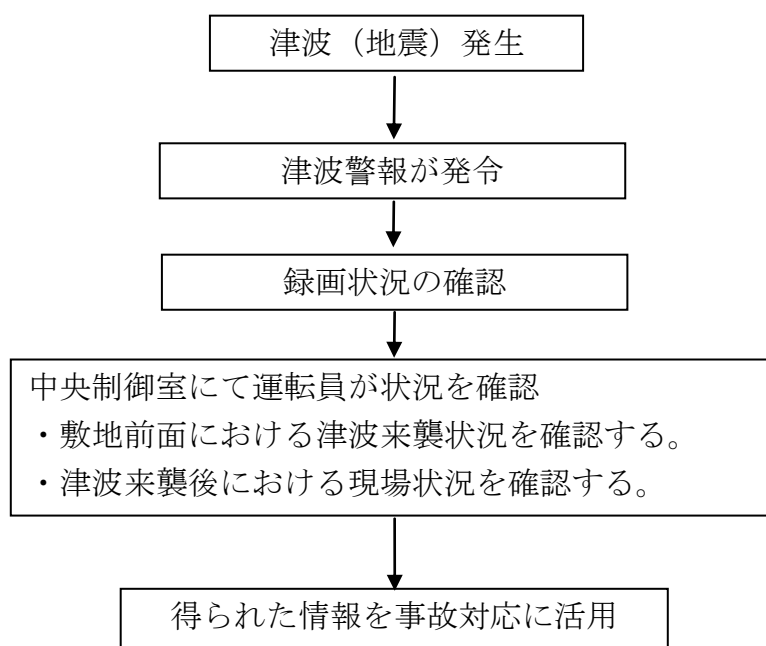 津波（地震）発生
津波警報が発令
録画状況の確認
中央制御室にて運転員が状況を確認
・敷地前面における津波来襲状況を確認する。
・津波来襲後における現場状況を確認する。
得られた情報を事故対応に活用